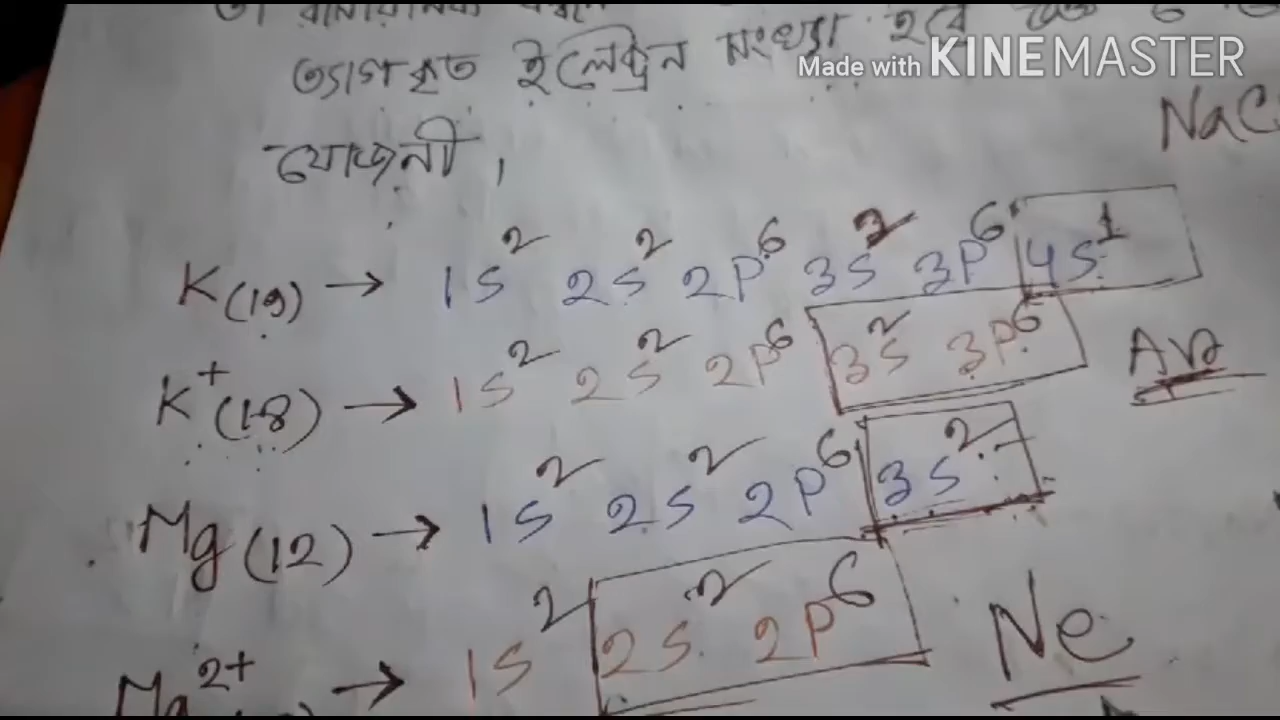 ত্যাগকৃত ইলেকট্রন সংখ্যা হবে
Made with KINEMASTER
যোজনী।
NaC
K(19) → 1s² 2s² 2p⁶ 3s² 3p⁶ 4s¹
K⁺(18) → 1s² 2s² 2p⁶ 3s² 3p⁶
Mg(12) → 1s² 2s² 2p⁶ 3s²
Mg²⁺ → 1s² 2s² 2p⁶ Ne